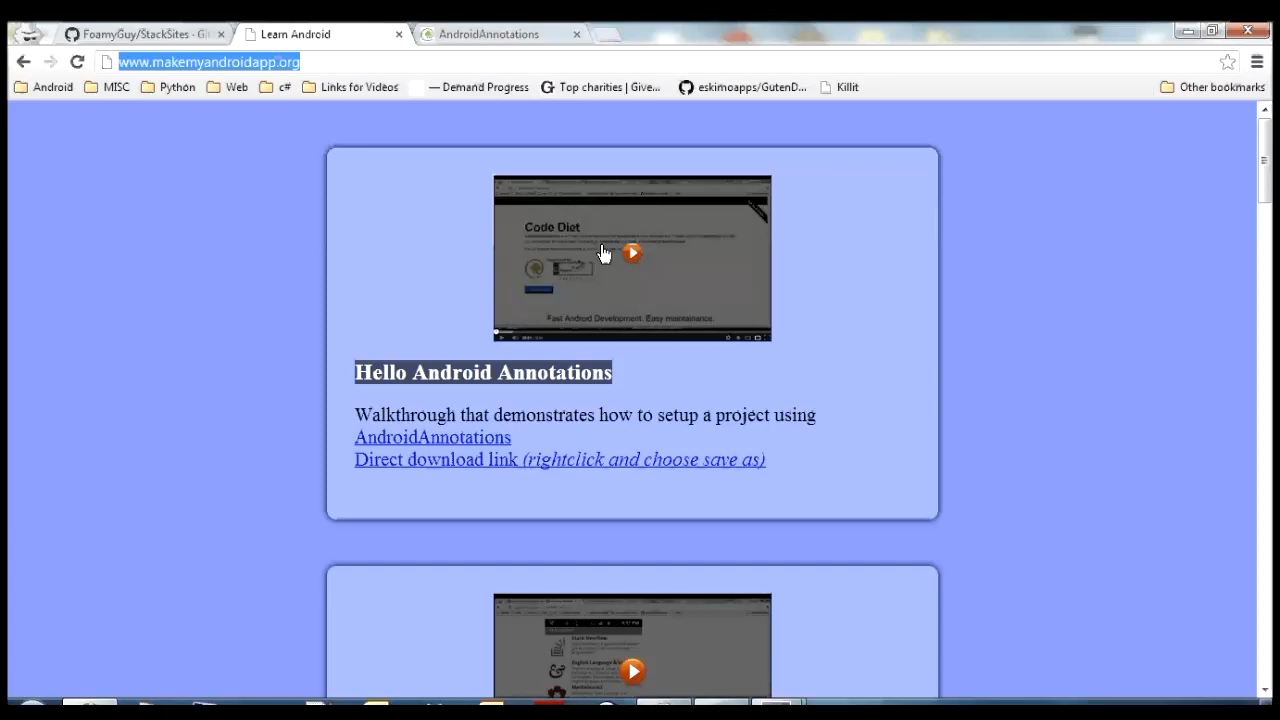 FoamyGuy/StackSites - Gi
Learn Android
AndroidAnnotations
www.makemyandroidapp.org
Android MISC Python Web c# Links for Videos — Demand Progress Top charities | Give... eskimoapps/GutenD... Killit Other bookmarks
Code Diet
Fast Android Development. Easy maintainance.
Hello Android Annotations
Walkthrough that demonstrates how to setup a project using
AndroidAnnotations
Direct download link (rightclick and choose save as)